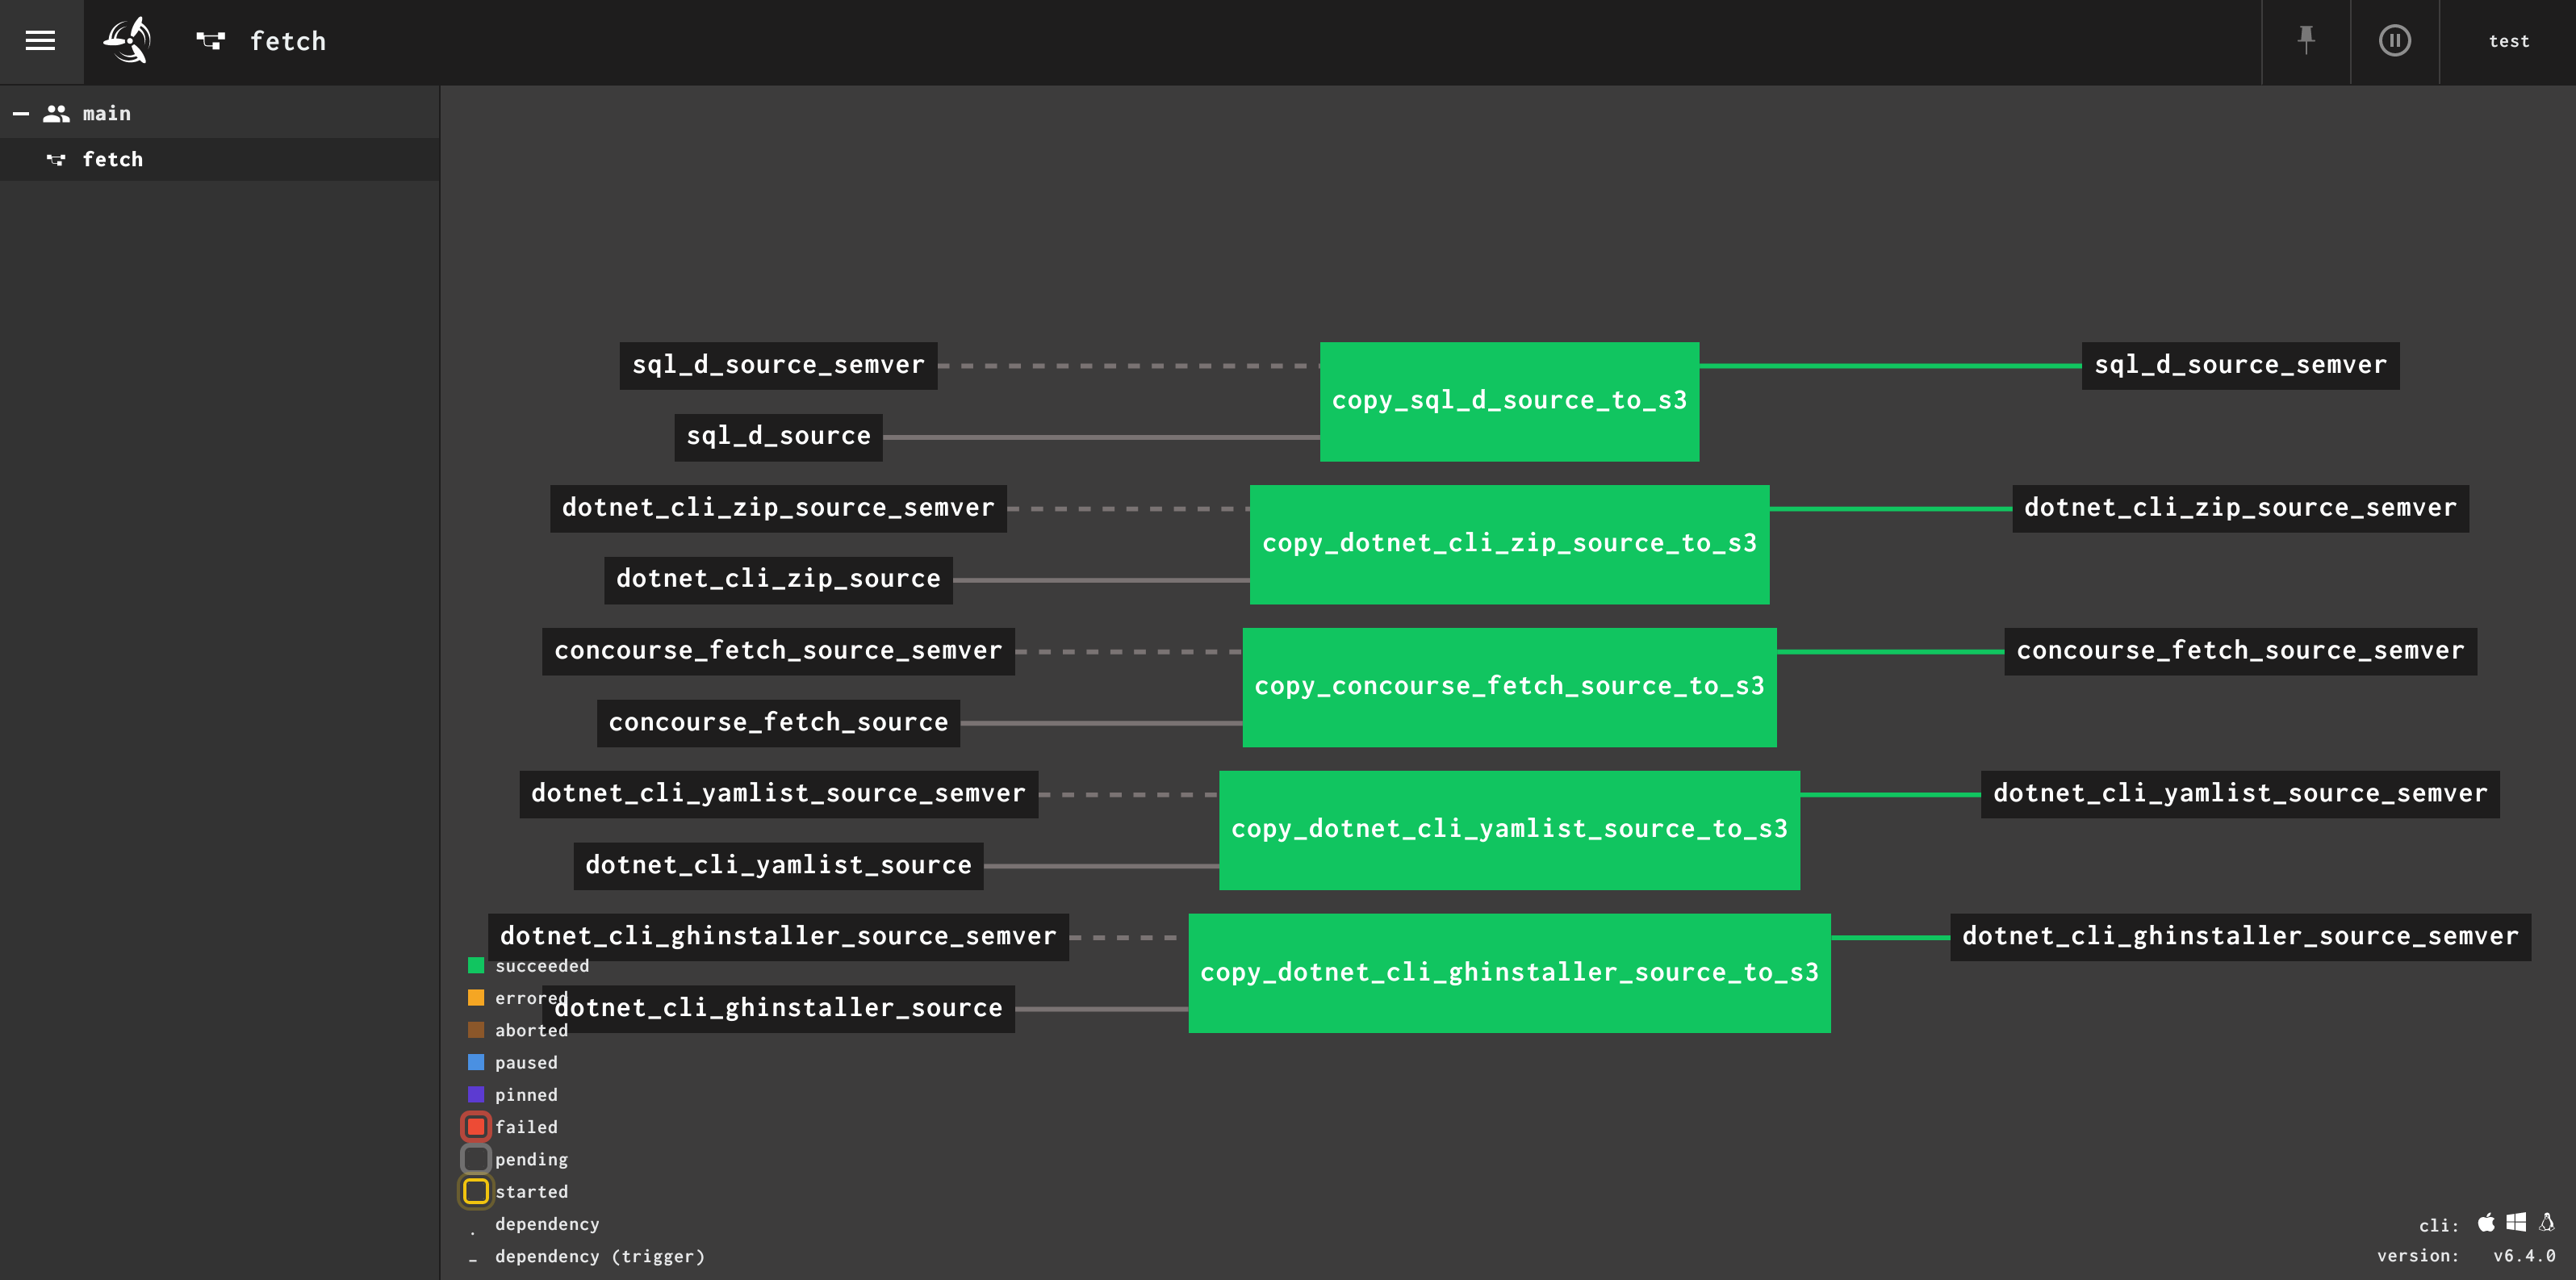 fetch
test
main
fetch
sql_d_source_semver
copy_sql_d_source_to_s3
sql_d_source_semver
sql_d_source
dotnet_cli_zip_source_semver
copy_dotnet_cli_zip_source_to_s3
dotnet_cli_zip_source_semver
dotnet_cli_zip_source
concourse_fetch_source_semver
copy_concourse_fetch_source_to_s3
concourse_fetch_source_semver
concourse_fetch_source
dotnet_cli_yamlist_source_semver
copy_dotnet_cli_yamlist_source_to_s3
dotnet_cli_yamlist_source_semver
dotnet_cli_yamlist_source
dotnet_cli_ghinstaller_source_semver
copy_dotnet_cli_ghinstaller_source_to_s3
dotnet_cli_ghinstaller_source_semver
dotnet_cli_ghinstaller_source
succeeded
errored
aborted
paused
pinned
failed
pending
started
dependency
dependency (trigger)
cli:
version: v6.4.0